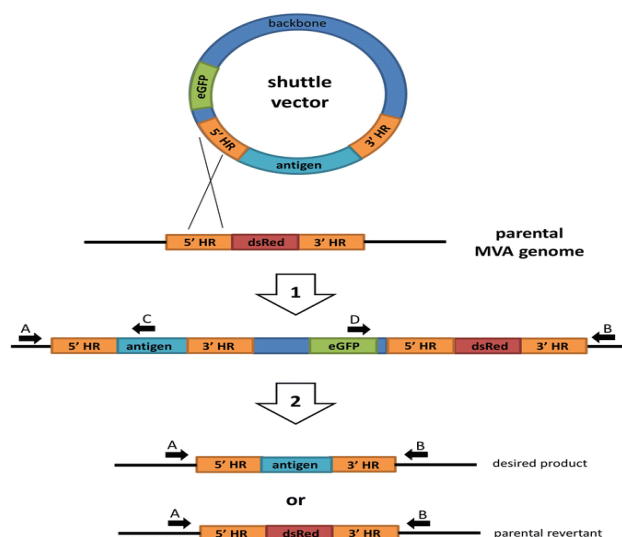 backbone
eGFP
shuttle
vector
5' HR
3' HR
antigen
5' HR dsRed 3' HR
parental
MVA genome
1
A C D B
5' HR antigen 3' HR eGFP 5' HR dsRed 3' HR
2
A B
5' HR antigen 3' HR desired product
or
A B
5' HR dsRed 3' HR parental revertant